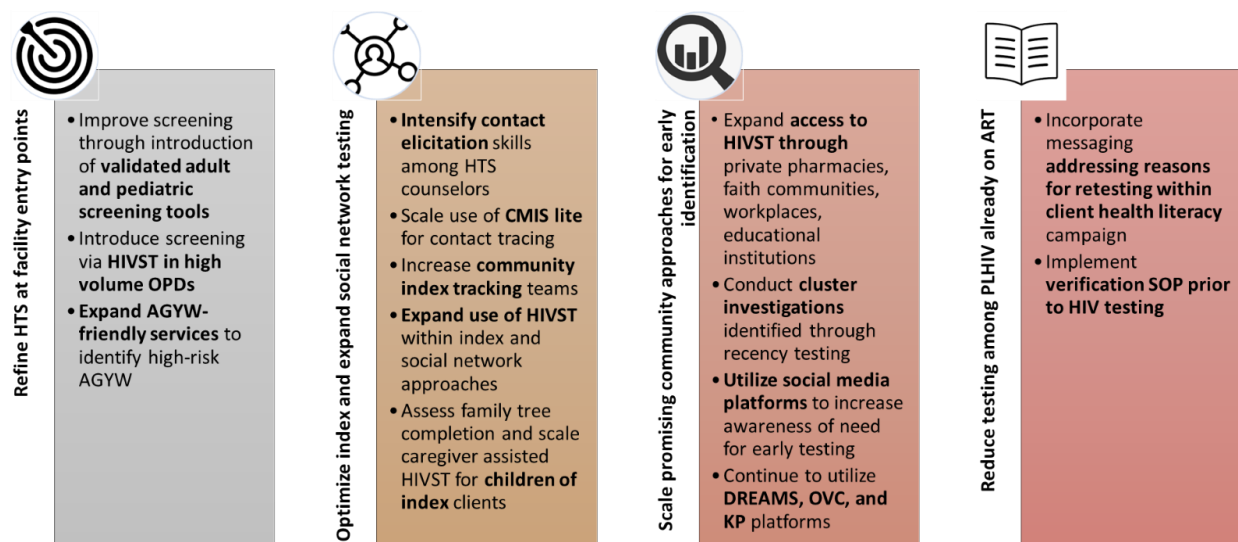 Refine HTS at facility entry points
• Improve screening
through introduction
of validated adult
and pediatric
screening tools
• Introduce screening
via HIVST in high
volume OPDs
• Expand AGYW-
friendly services to
identify high-risk
AGYW
Optimize index and expand social network testing
• Intensify contact
elicitation skills
among HTS
counselors
• Scale use of CMIS lite
for contact tracing
• Increase community
index tracking teams
• Expand use of HIVST
within index and
social network
approaches
• Assess family tree
completion and scale
caregiver assisted
HIVST for children of
index clients
Scale promising community approaches for early
identification
• Expand access to
HIVST through
private pharmacies,
faith communities,
workplaces,
educational
institutions
• Conduct cluster
investigations
identified through
recency testing
• Utilize social media
platforms to increase
awareness of need
for early testing
• Continue to utilize
DREAMS, OVC, and
KP platforms
Reduce testing among PLHIV already on ART
• Incorporate
messaging
addressing reasons
for retesting within
client health literacy
campaign
• Implement
verification SOP prior
to HIV testing